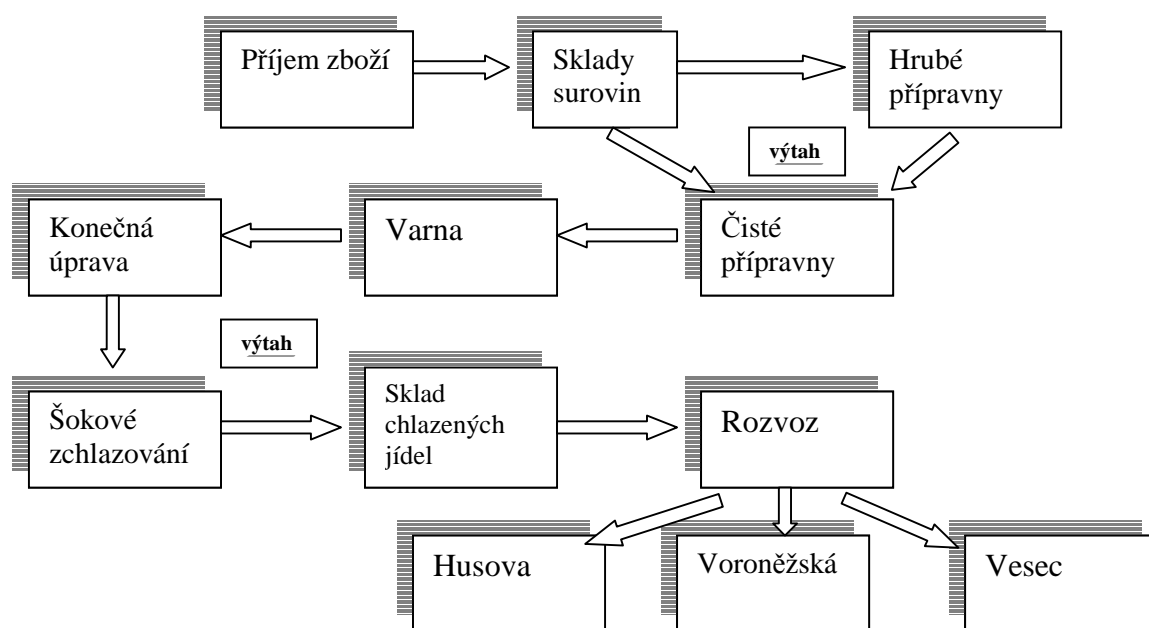 Příjem zboží
Sklady
surovin
Hrubé
přípravny
výtah
Konečná
úprava
Varna
Čisté
přípravny
výtah
Šokové
zchlazování
Sklad
chlazených
jídel
Rozvoz
Husova
Voroněžská
Vesec